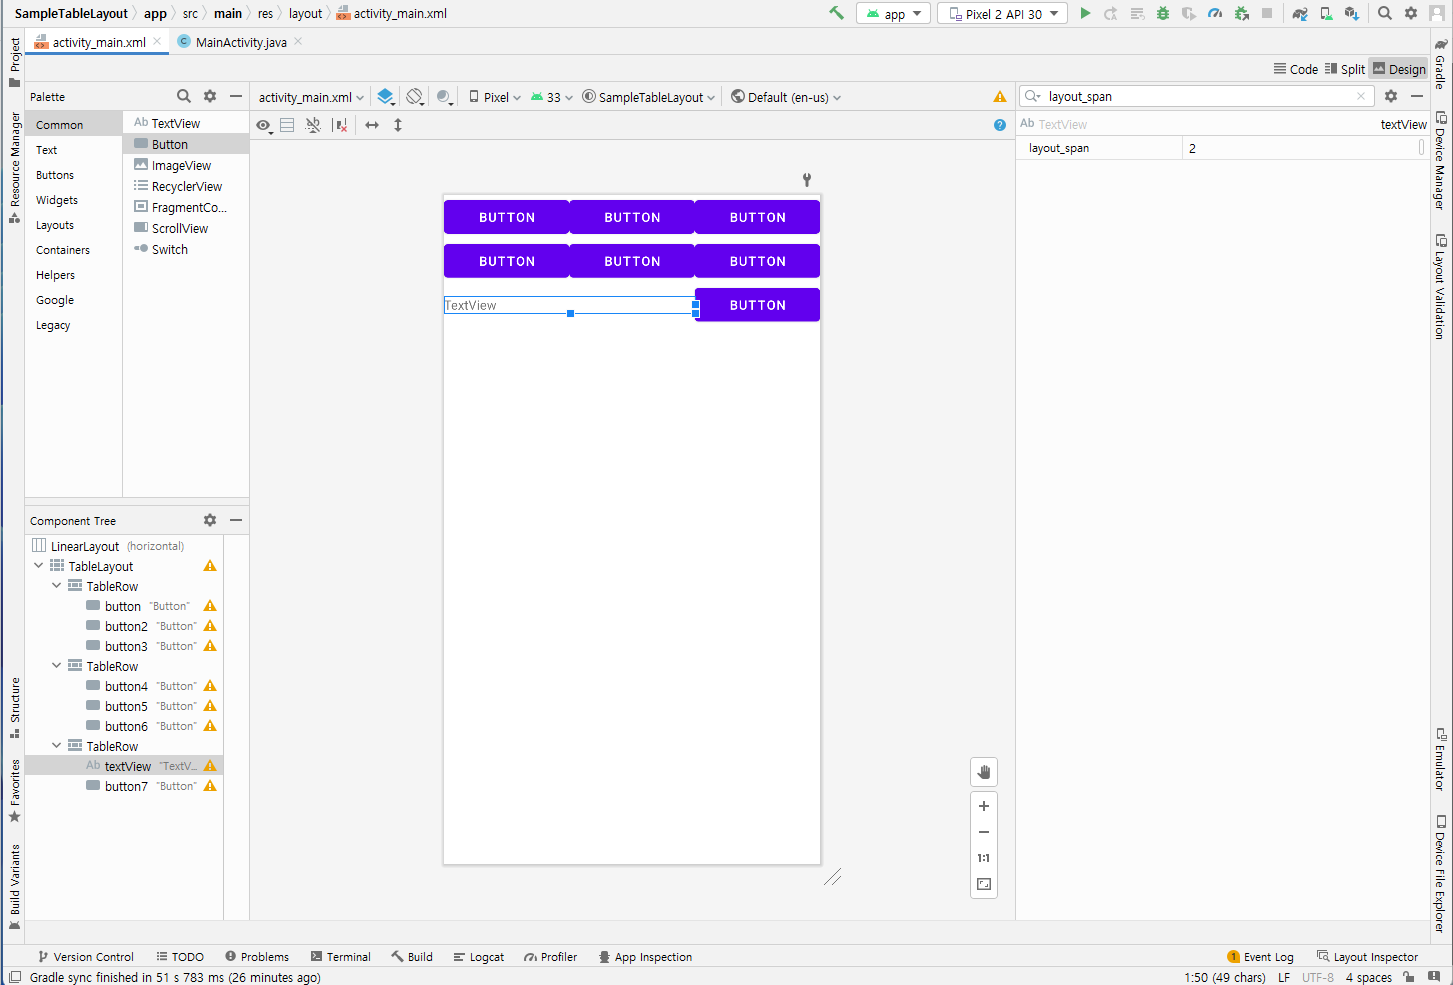 SampleTableLayout app src main res layout activity_main.xml app Pixel 2 API 30
activity_main.xml MainActivity.java
Code Split Design
Palette activity_main.xml Pixel 33 SampleTableLayout Default (en-us) layout_span
Common
Text
Buttons
Widgets
Layouts
Containers
Helpers
Google
Legacy
Ab TextView
Button
ImageView
RecyclerView
FragmentCo...
ScrollView
Switch
Ab TextView textView
layout_span 2
BUTTON BUTTON BUTTON
BUTTON BUTTON BUTTON
TextView BUTTON
Component Tree
LinearLayout (horizontal)
TableLayout
TableRow
button "Button"
button2 "Button"
button3 "Button"
TableRow
button4 "Button"
button5 "Button"
button6 "Button"
TableRow
Ab textView "TextV...
button7 "Button"
1:1
Project
Resource Manager
Structure
Favorites
Build Variants
Gradle
Device Manager
Layout Validation
Emulator
Device File Explorer
Version Control TODO Problems Terminal Build Logcat Profiler App Inspection 1 Event Log Layout Inspector
Gradle sync finished in 51 s 783 ms (26 minutes ago) 1:50 (49 chars) LF UTF-8 4 spaces